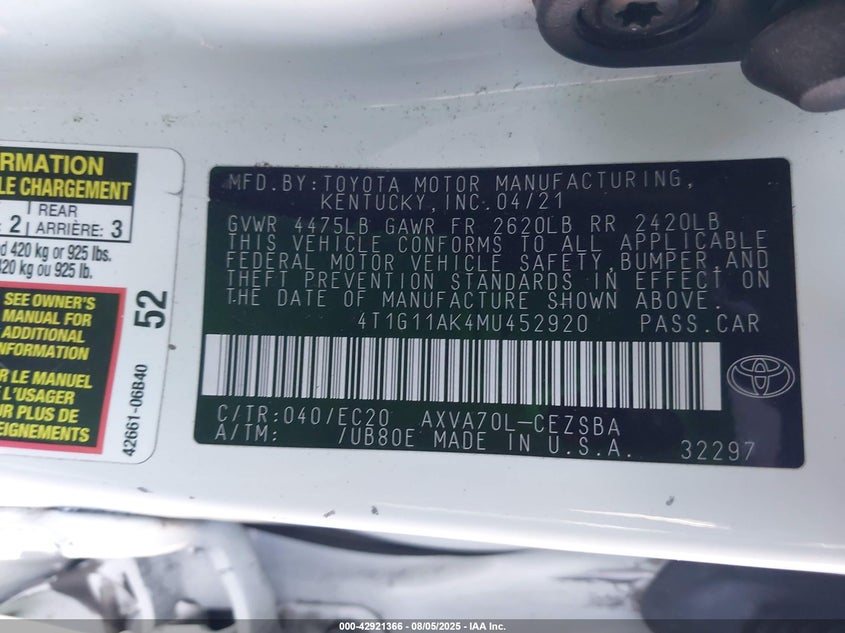 RMATION
LE CHARGEMENT
2 REAR
ARRIÈRE: 3
d 420 kg or 925 lbs.
420 kg ou 925 lb.
SEE OWNER'S
MANUAL FOR
ADDITIONAL
INFORMATION
R LE MANUEL
L'USAGER
UR PLUS DE
EIGNEMENTS
52
42661-06B40
MFD.BY:TOYOTA MOTOR MANUFACTURING,
KENTUCKY,INC.04/21
GVWR 4475LB GAWR FR 2620LB RR 2420LB
THIS VEHICLE CONFORMS TO ALL APPLICABLE
FEDERAL MOTOR VEHICLE SAFETY,BUMPER,AND
THEFT PREVENTION STANDARDS IN EFFECT ON
THE DATE OF MANUFACTURE SHOWN ABOVE.
4T1G11AK4MU452920 PASS.CAR
C/TR:040/EC20 AXVA70L-CEZSBA
A/TM: /UB80E MADE IN U.S.A. 32297
000-42921366 - 08/05/2025 - IAA Inc.